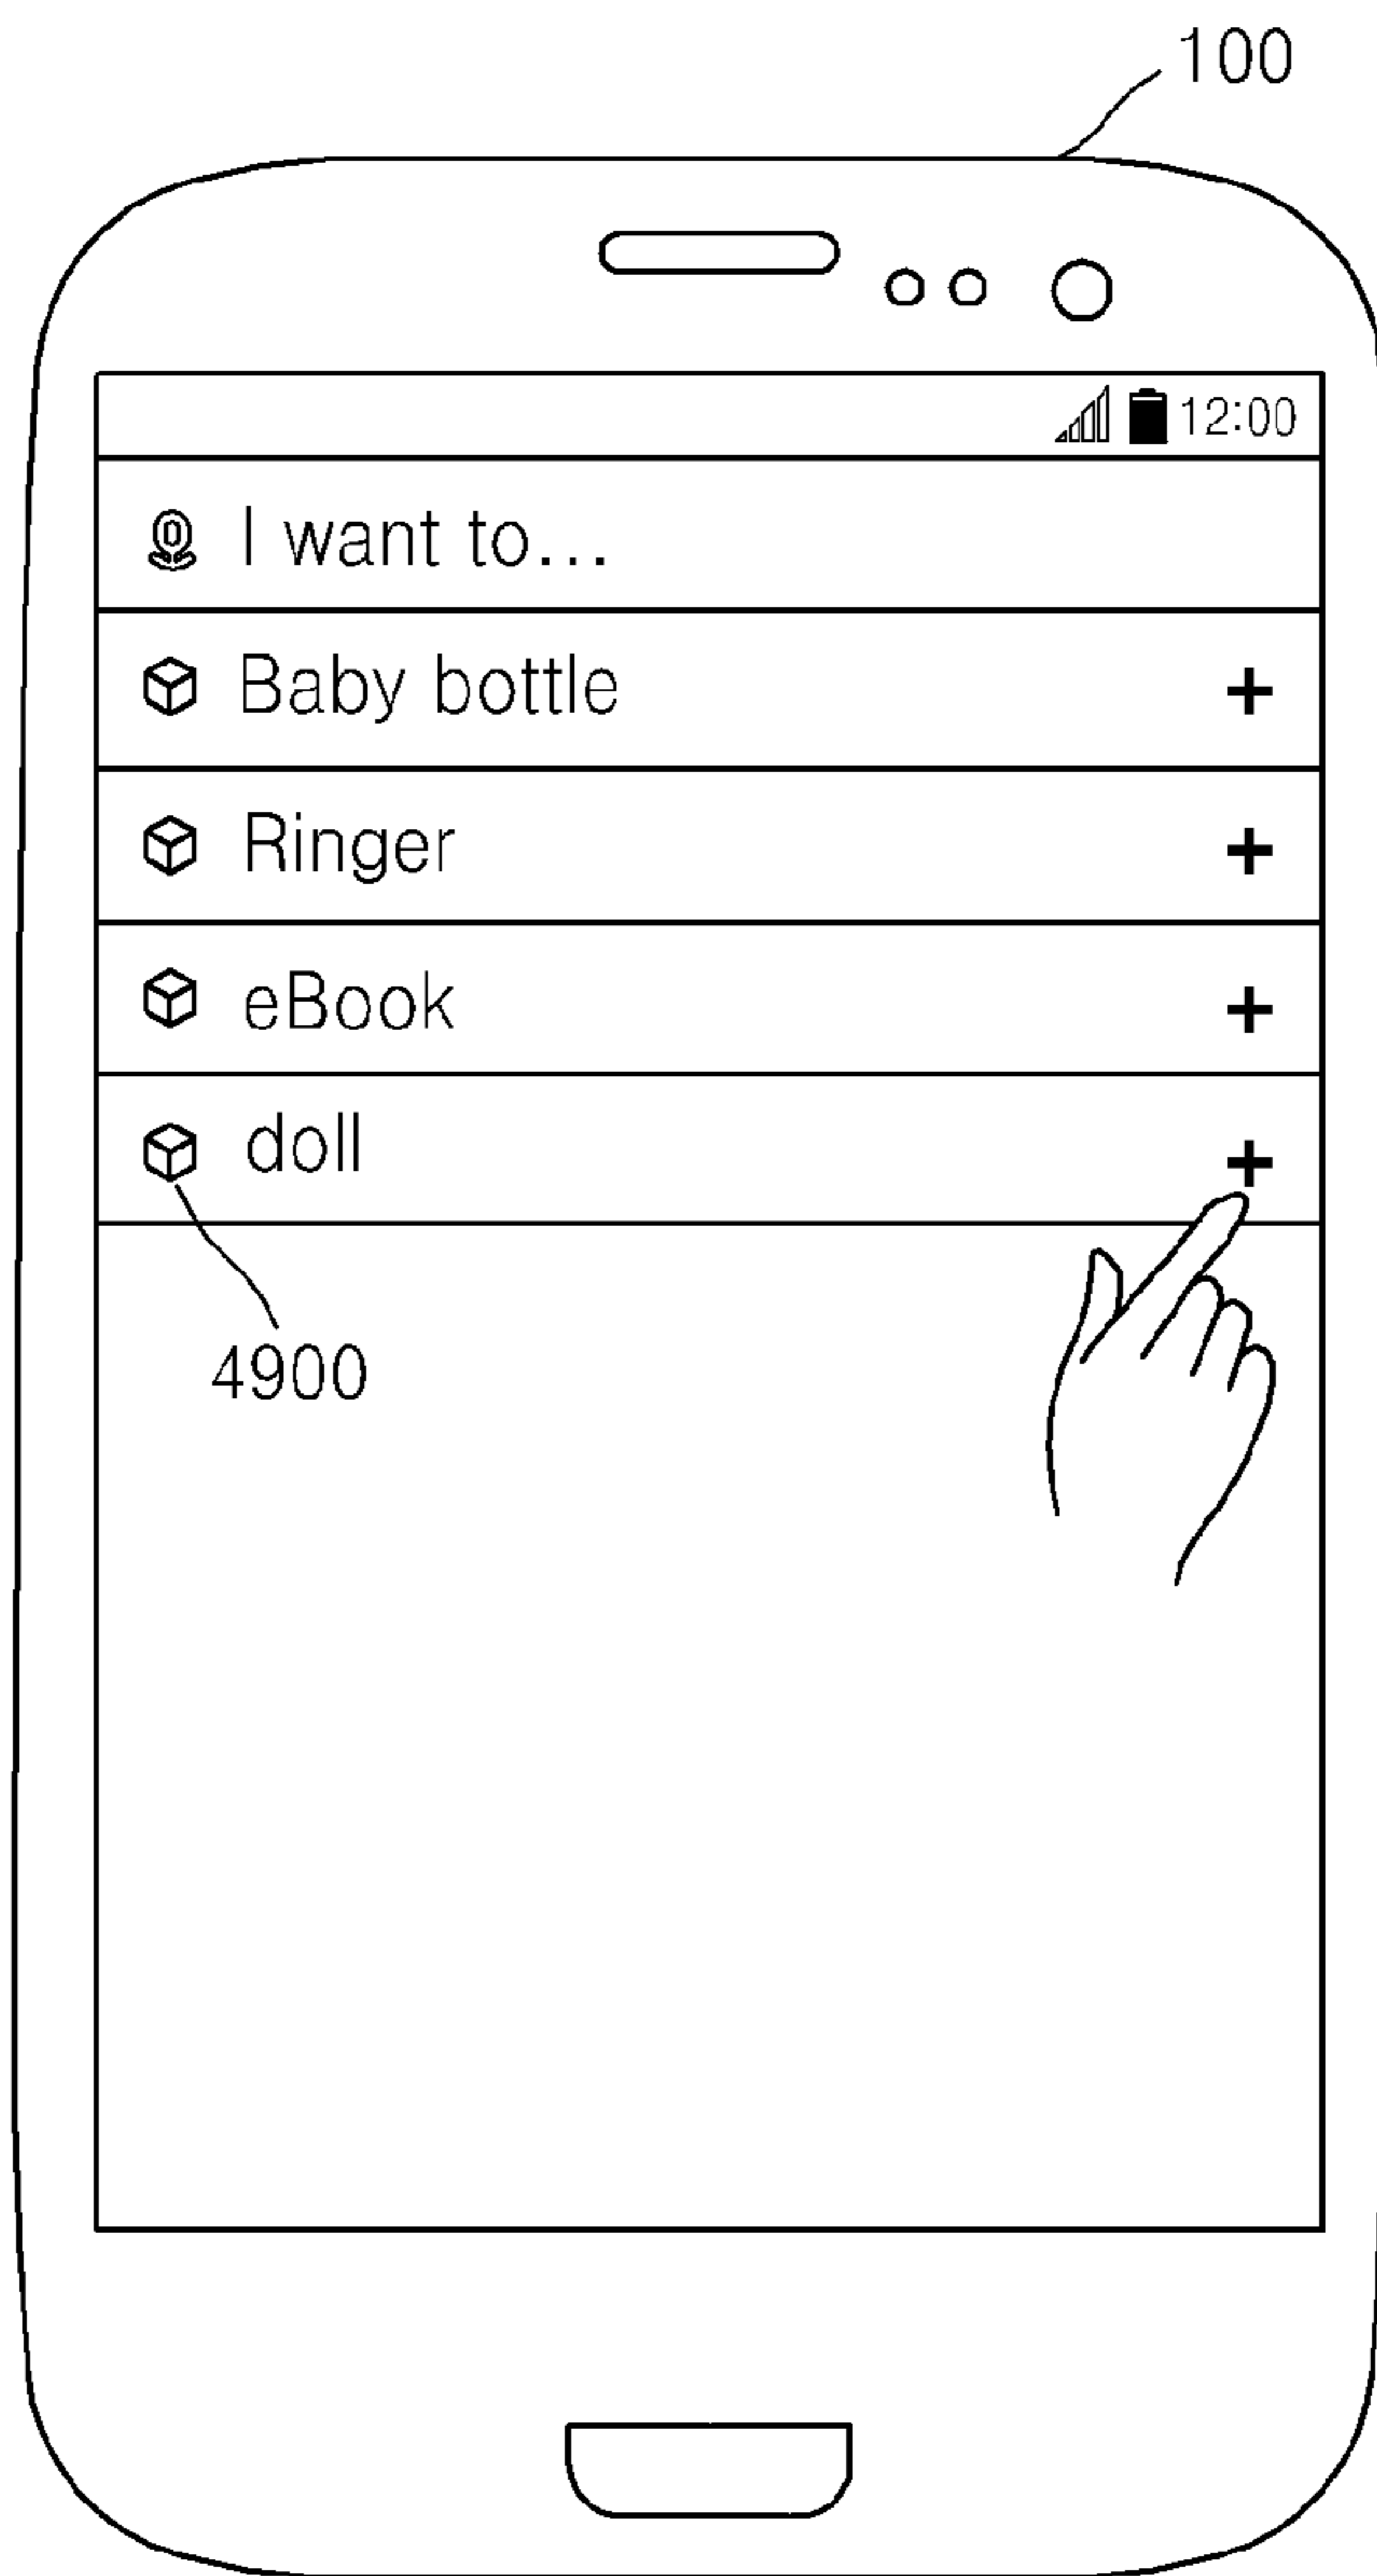 100
12:00
I want to...
Baby bottle +
Ringer +
eBook +
doll +
4900